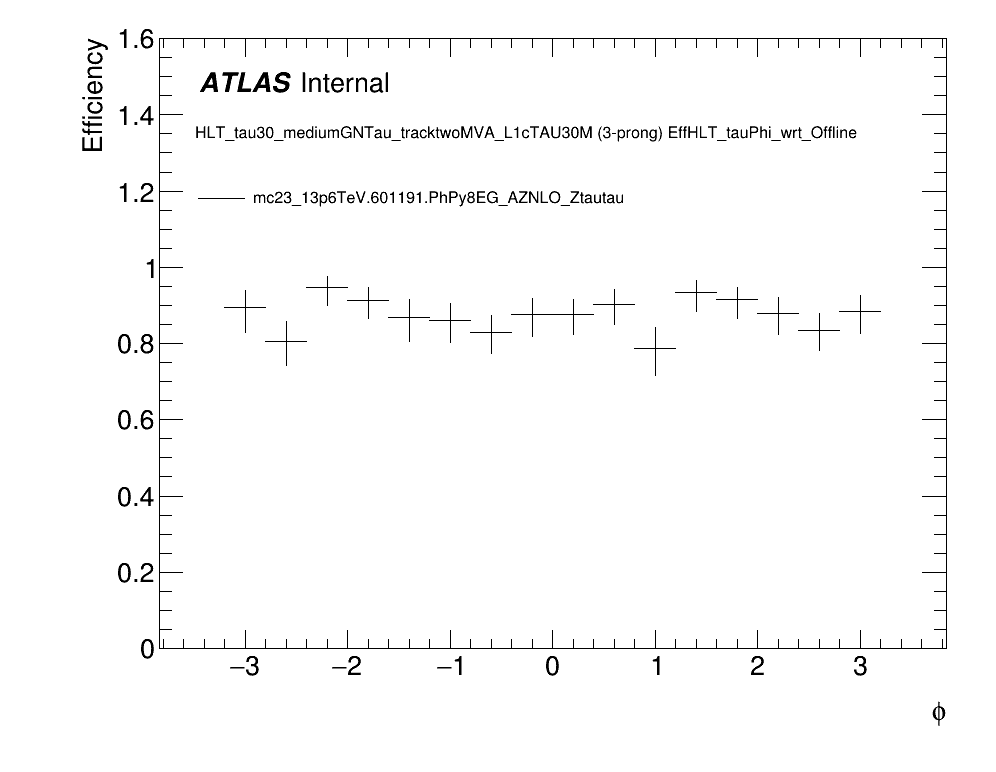 Efficiency
ATLAS Internal
HLT_tau30_mediumGNTau_tracktwoMVA_L1cTAU30M (3-prong) EffHLT_tauPhi_wrt_Offline
mc23_13p6TeV.601191.PhPy8EG_AZNLO_Ztautau
1.6
1.4
1.2
1
0.8
0.6
0.4
0.2
0
−3 −2 −1 0 1 2 3
ϕ